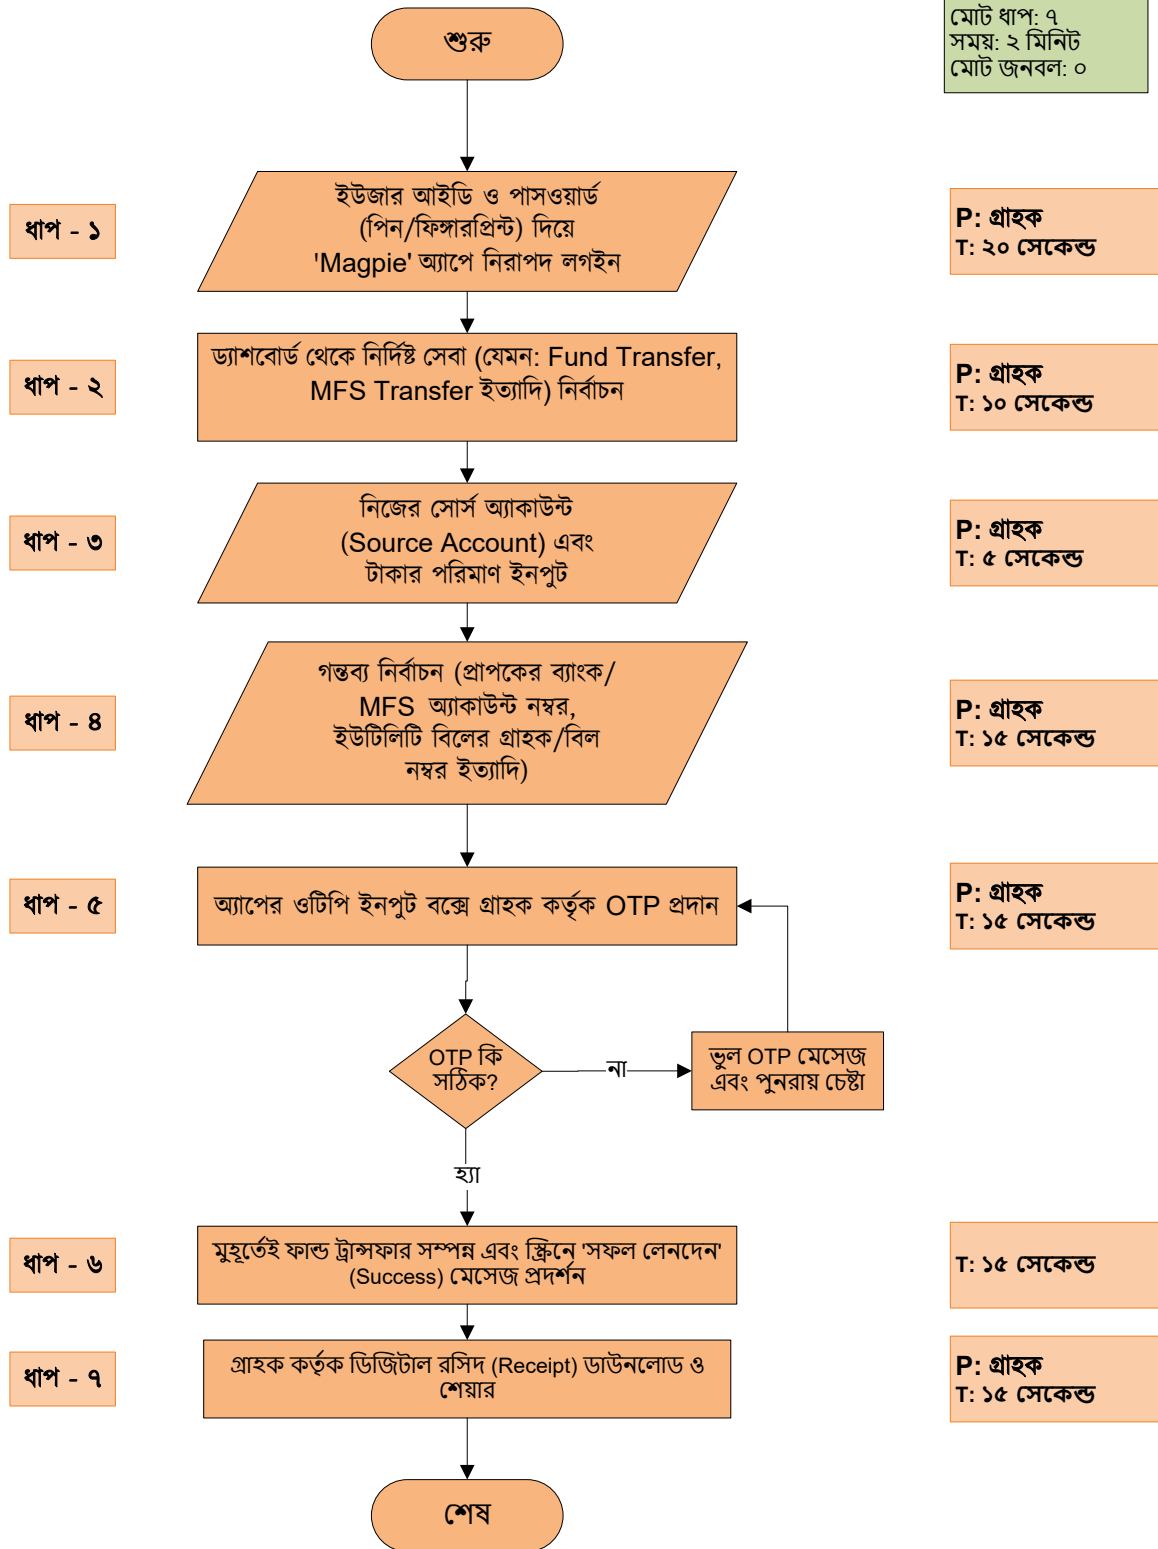 মোট ধাপ: ৭
সময়: ২ মিনিট
মোট জনবল: ০
শুরু
ধাপ - ১
ইউজার আইডি ও পাসওয়ার্ড
(পিন/ফিঙ্গারপ্রিন্ট) দিয়ে
'Magpie' অ্যাপে নিরাপদ লগইন
P: গ্রাহক
T: ২০ সেকেন্ড
ধাপ - ২
ড্যাশবোর্ড থেকে নির্দিষ্ট সেবা (যেমন: Fund Transfer,
MFS Transfer ইত্যাদি) নির্বাচন
P: গ্রাহক
T: ১০ সেকেন্ড
ধাপ - ৩
নিজের সোর্স অ্যাকাউন্ট
(Source Account) এবং
টাকার পরিমাণ ইনপুট
P: গ্রাহক
T: ৫ সেকেন্ড
ধাপ - ৪
গন্তব্য নির্বাচন (প্রাপকের ব্যাংক/
MFS অ্যাকাউন্ট নম্বর,
ইউটিলিটি বিলের গ্রাহক/বিল
নম্বর ইত্যাদি)
P: গ্রাহক
T: ১৫ সেকেন্ড
ধাপ - ৫
অ্যাপের ওটিপি ইনপুট বক্সে গ্রাহক কর্তৃক OTP প্রদান
P: গ্রাহক
T: ১৫ সেকেন্ড
OTP কি
সঠিক?
না
ভুল OTP মেসেজ
এবং পুনরায় চেষ্টা
হ্যা
ধাপ - ৬
মুহূর্তেই ফান্ড ট্রান্সফার সম্পন্ন এবং স্ক্রিনে 'সফল লেনদেন'
(Success) মেসেজ প্রদর্শন
T: ১৫ সেকেন্ড
ধাপ - ৭
গ্রাহক কর্তৃক ডিজিটাল রসিদ (Receipt) ডাউনলোড ও
শেয়ার
P: গ্রাহক
T: ১৫ সেকেন্ড
শেষ